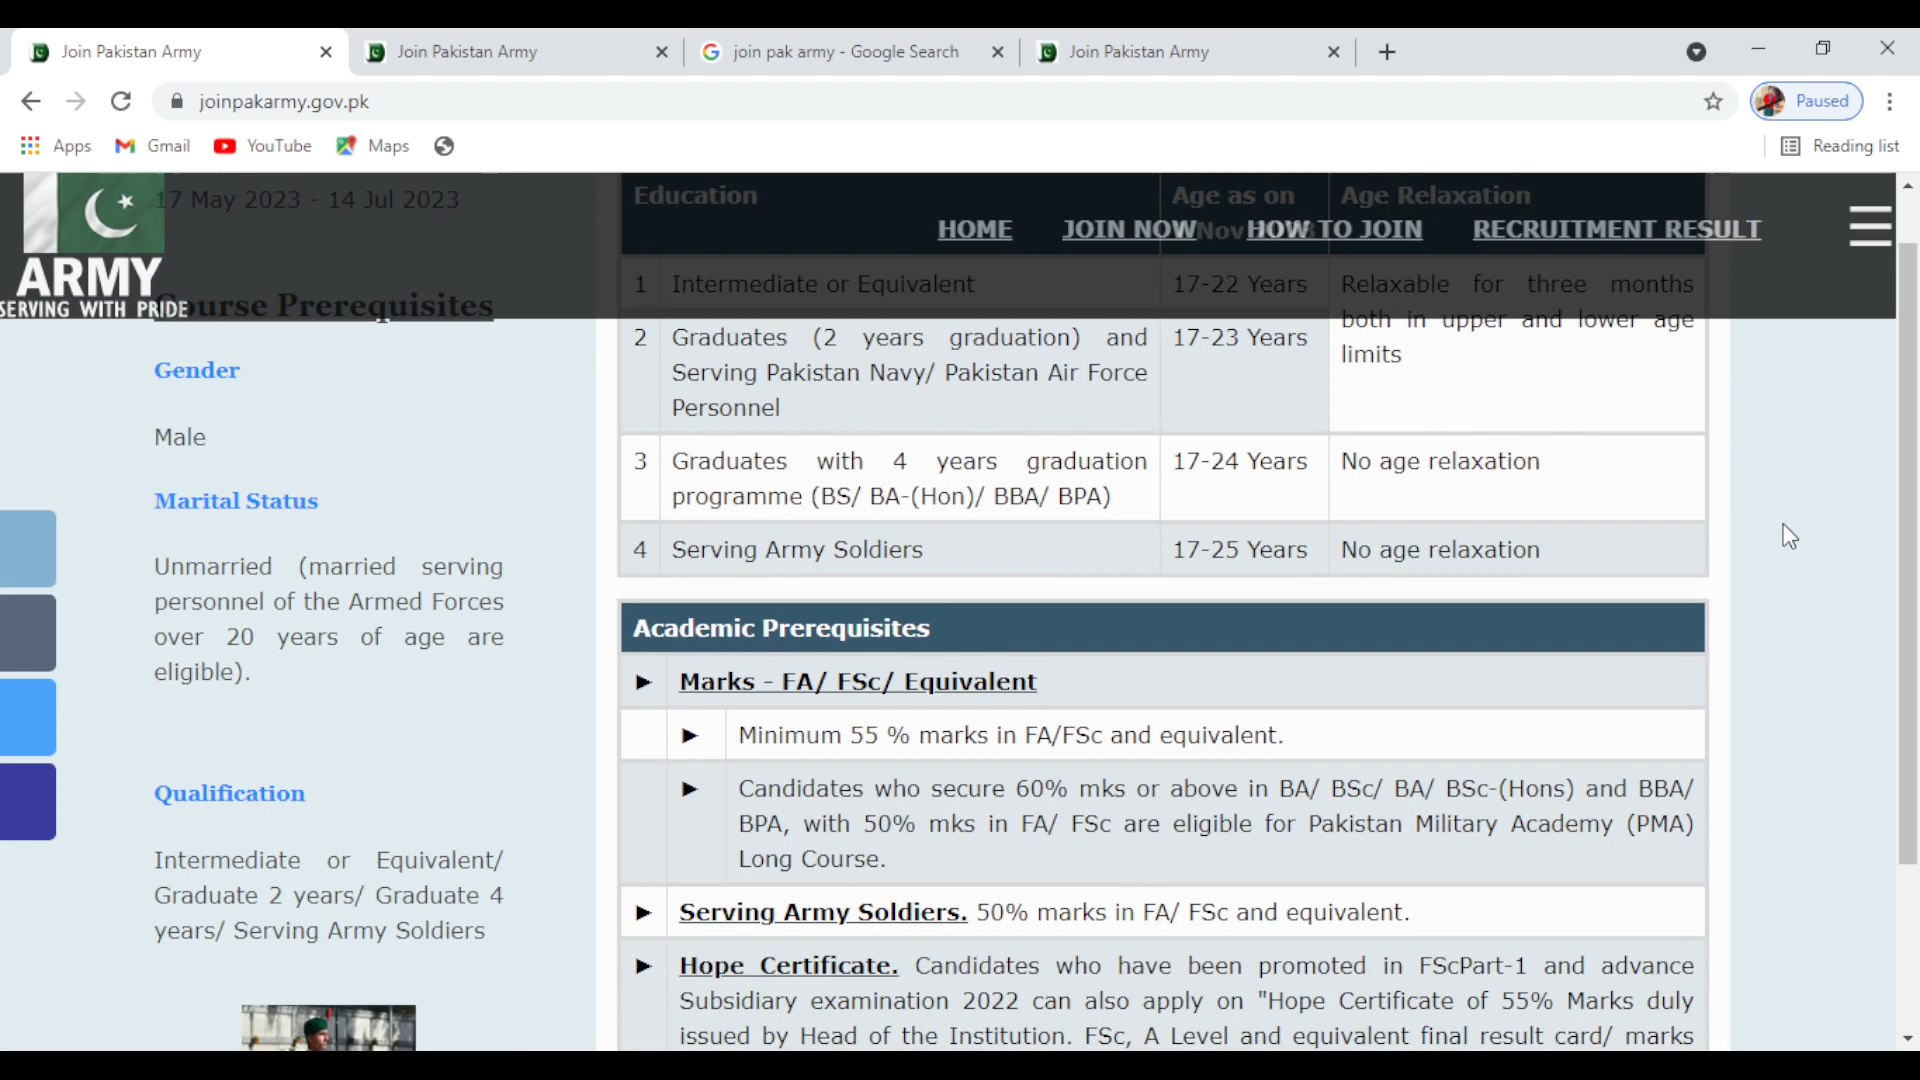 Join Pakistan Army
Join Pakistan Army
join pak army - Google Search
Join Pakistan Army
joinpakarmy.gov.pk
Paused
Apps
Gmail
YouTube
Maps
Reading list
ARMY
SERVING WITH PRIDE
HOME
JOIN NOW
HOW TO JOIN
RECRUITMENT RESULT
17 May 2023 - 14 Jul 2023
Course Prerequisites
Gender
Male
Marital Status
Unmarried (married serving
personnel of the Armed Forces
over 20 years of age are
eligible).
Qualification
Intermediate or Equivalent/
Graduate 2 years/ Graduate 4
years/ Serving Army Soldiers
Education
Age as on
Nov
Age Relaxation
1 Intermediate or Equivalent 17-22 Years Relaxable for three months
both in upper and lower age
limits
2 Graduates (2 years graduation) and 17-23 Years
Serving Pakistan Navy/ Pakistan Air Force
Personnel
3 Graduates with 4 years graduation 17-24 Years No age relaxation
programme (BS/ BA-(Hon)/ BBA/ BPA)
4 Serving Army Soldiers 17-25 Years No age relaxation
Academic Prerequisites
► Marks - FA/ FSc/ Equivalent
► Minimum 55 % marks in FA/FSc and equivalent.
► Candidates who secure 60% mks or above in BA/ BSc/ BA/ BSc-(Hons) and BBA/
BPA, with 50% mks in FA/ FSc are eligible for Pakistan Military Academy (PMA)
Long Course.
► Serving Army Soldiers. 50% marks in FA/ FSc and equivalent.
► Hope Certificate. Candidates who have been promoted in FScPart-1 and advance
Subsidiary examination 2022 can also apply on "Hope Certificate of 55% Marks duly
issued by Head of the Institution. FSc, A Level and equivalent final result card/ marks